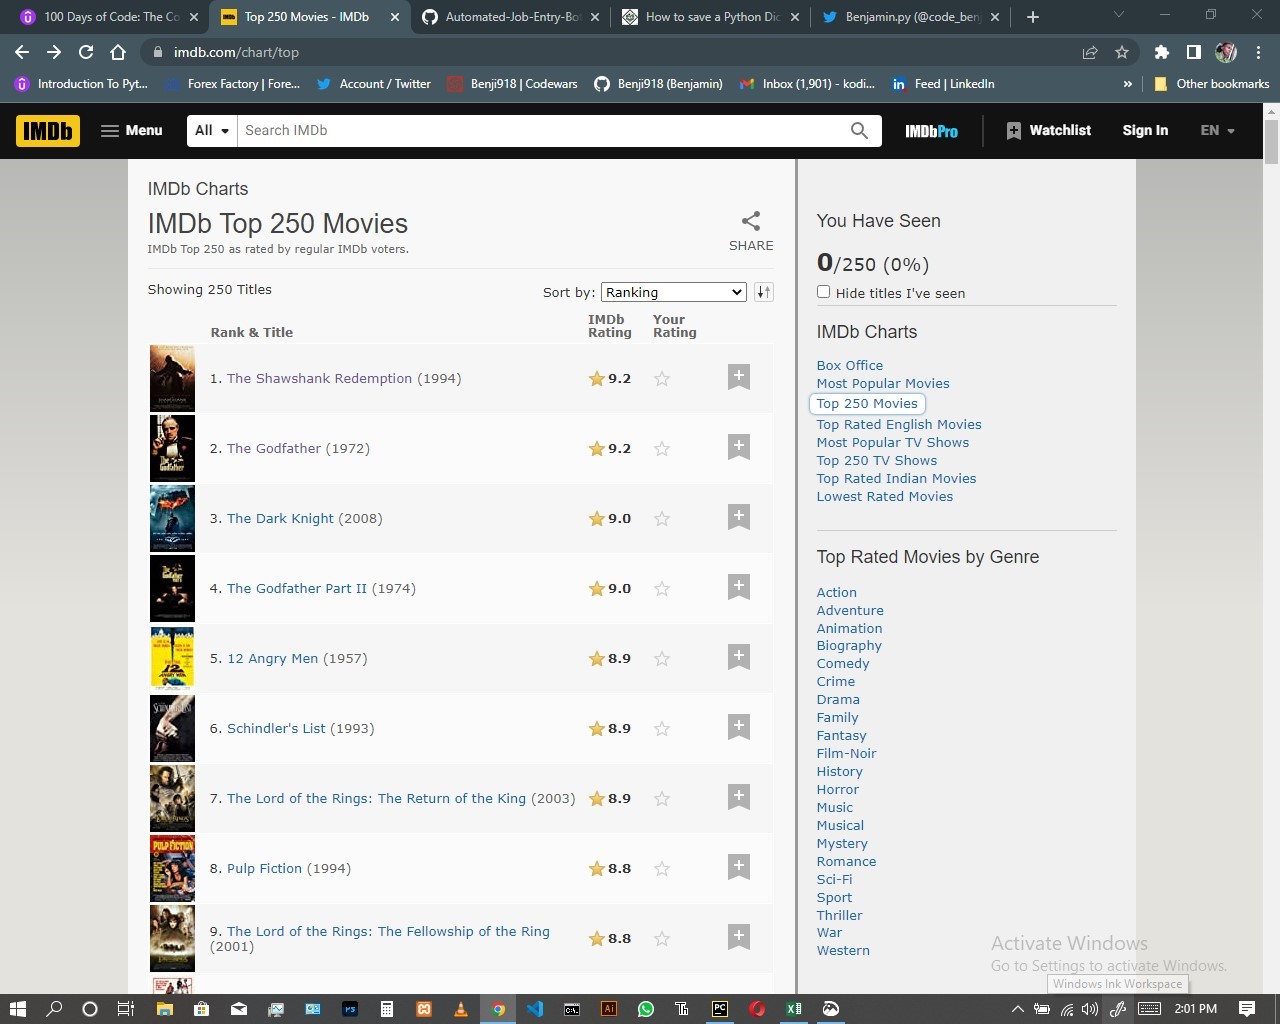 100 Days of Code: The Co
Top 250 Movies - IMDb
Automated-Job-Entry-Bo
How to save a Python Dic
Benjamin.py (@code_ben
imdb.com/chart/top
Introduction To Pyt...
Forex Factory | Fore...
Account / Twitter
Benji918 | Codewars
Benji918 (Benjamin)
Inbox (1,901) - kodi...
Feed | LinkedIn
»
Other bookmarks
IMDb
Menu
All
Search IMDb
IMDbPro
Watchlist
Sign In
EN
IMDb Charts
IMDb Top 250 Movies
IMDb Top 250 as rated by regular IMDb voters.
SHARE
Showing 250 Titles
Sort by: Ranking
Rank & Title
IMDb
Rating
Your
Rating
1. The Shawshank Redemption (1994) 9.2
2. The Godfather (1972) 9.2
3. The Dark Knight (2008) 9.0
4. The Godfather Part II (1974) 9.0
5. 12 Angry Men (1957) 8.9
6. Schindler's List (1993) 8.9
7. The Lord of the Rings: The Return of the King (2003) 8.9
8. Pulp Fiction (1994) 8.8
9. The Lord of the Rings: The Fellowship of the Ring
(2001) 8.8
You Have Seen
0/250 (0%)
Hide titles I've seen
IMDb Charts
Box Office
Most Popular Movies
Top 250 Movies
Top Rated English Movies
Most Popular TV Shows
Top 250 TV Shows
Top Rated Indian Movies
Lowest Rated Movies
Top Rated Movies by Genre
Action
Adventure
Animation
Biography
Comedy
Crime
Drama
Family
Fantasy
Film-Noir
History
Horror
Music
Musical
Mystery
Romance
Sci-Fi
Sport
Thriller
War
Western
Activate Windows
Go to Settings to activate Windows.
Windows Ink Workspace
2:01 PM